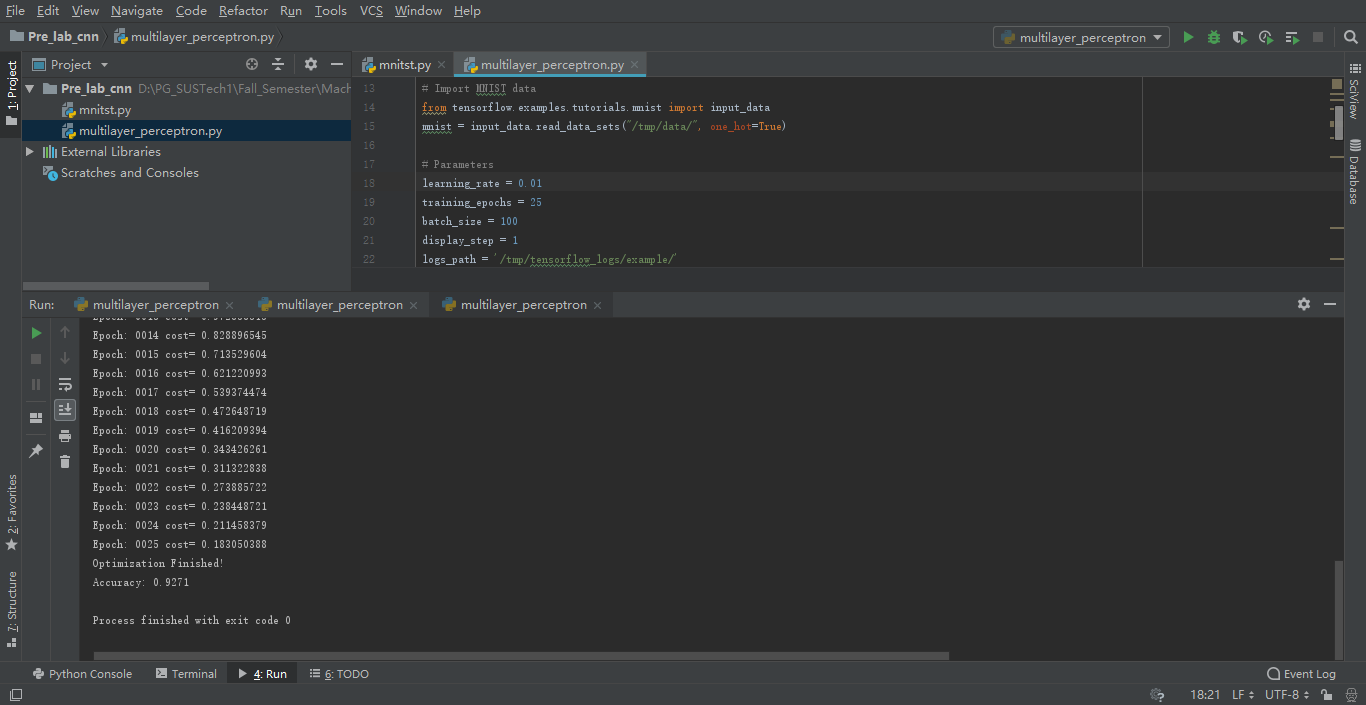 File Edit View Navigate Code Refactor Run Tools VCS Window Help
Pre_lab_cnn multilayer_perceptron.py
multilayer_perceptron
1: Project
Project
mnitst.py multilayer_perceptron.py
Pre_lab_cnn D:\PG_SUSTech1\Fall_Semester\Mach
mnitst.py
multilayer_perceptron.py
External Libraries
Scratches and Consoles
13 # Import MNIST data
14 from tensorflow.examples.tutorials.mnist import input_data
15 mnist = input_data.read_data_sets("/tmp/data/", one_hot=True)
16
17 # Parameters
18 learning_rate = 0.01
19 training_epochs = 25
20 batch_size = 100
21 display_step = 1
22 logs_path = '/tmp/tensorflow_logs/example/'
SciView
Database
Run: multilayer_perceptron multilayer_perceptron multilayer_perceptron
Epoch: 0014 cost= 0.828896545
Epoch: 0015 cost= 0.713529604
Epoch: 0016 cost= 0.621220993
Epoch: 0017 cost= 0.539374474
Epoch: 0018 cost= 0.472648719
Epoch: 0019 cost= 0.416209394
Epoch: 0020 cost= 0.343426261
Epoch: 0021 cost= 0.311322838
Epoch: 0022 cost= 0.273885722
Epoch: 0023 cost= 0.238448721
Epoch: 0024 cost= 0.211458379
Epoch: 0025 cost= 0.183050388
Optimization Finished!
Accuracy: 0.9271
Process finished with exit code 0
2: Favorites
7: Structure
Python Console Terminal 4: Run 6: TODO Event Log
18:21 LF UTF-8